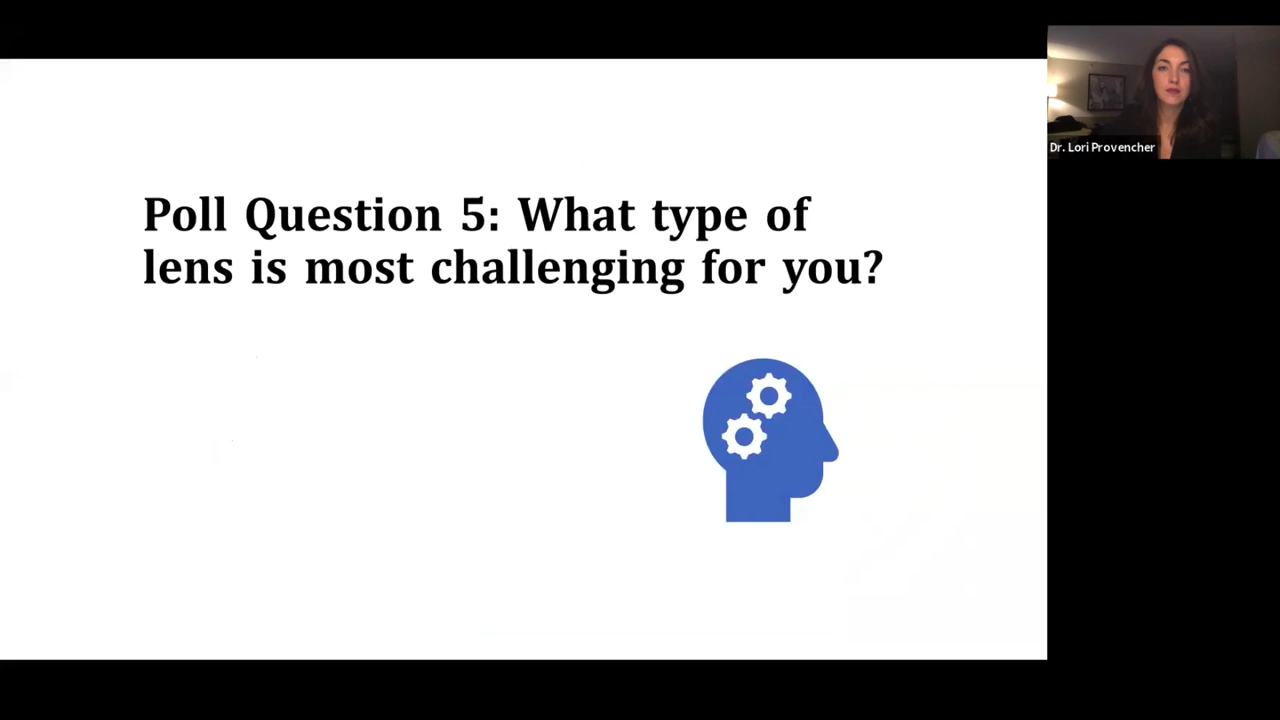 Poll Question 5: What type of
lens is most challenging for you?
Dr. Lori Provencher